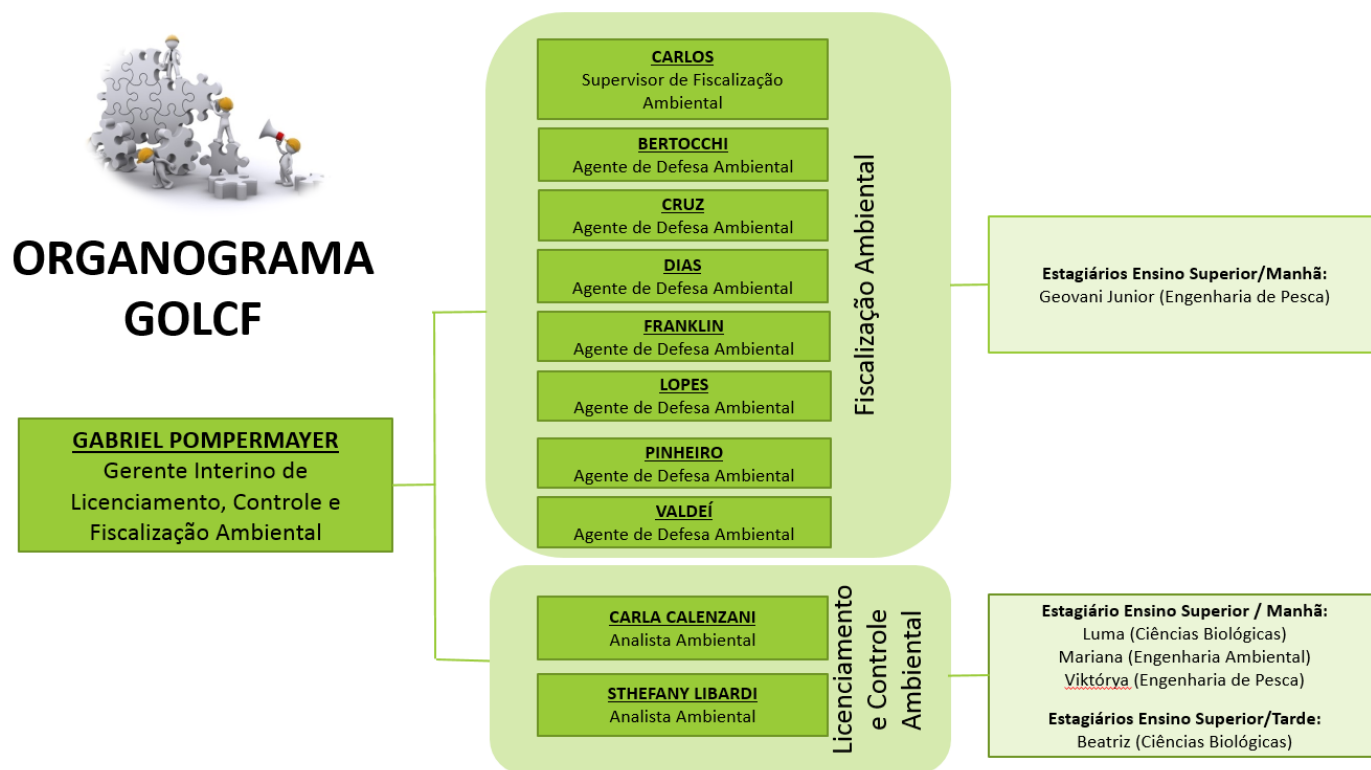 ORGANOGRAMA
GOLCF
GABRIEL POMPERMAYER
Gerente Interino de
Licenciamento, Controle e
Fiscalização Ambiental
CARLOS
Supervisor de Fiscalização
Ambiental
BERTOCCHI
Agente de Defesa Ambiental
CRUZ
Agente de Defesa Ambiental
DIAS
Agente de Defesa Ambiental
FRANKLIN
Agente de Defesa Ambiental
LOPES
Agente de Defesa Ambiental
PINHEIRO
Agente de Defesa Ambiental
VALDEÍ
Agente de Defesa Ambiental
Fiscalização Ambiental
Estagiários Ensino Superior/Manhã:
Geovani Junior (Engenharia de Pesca)
CARLA CALENZANI
Analista Ambiental
STHEFANY LIBARDI
Analista Ambiental
Licenciamento
e Controle
Ambiental
Estagiário Ensino Superior / Manhã:
Luma (Ciências Biológicas)
Mariana (Engenharia Ambiental)
Viktórya (Engenharia de Pesca)
Estagiários Ensino Superior/Tarde:
Beatriz (Ciências Biológicas)